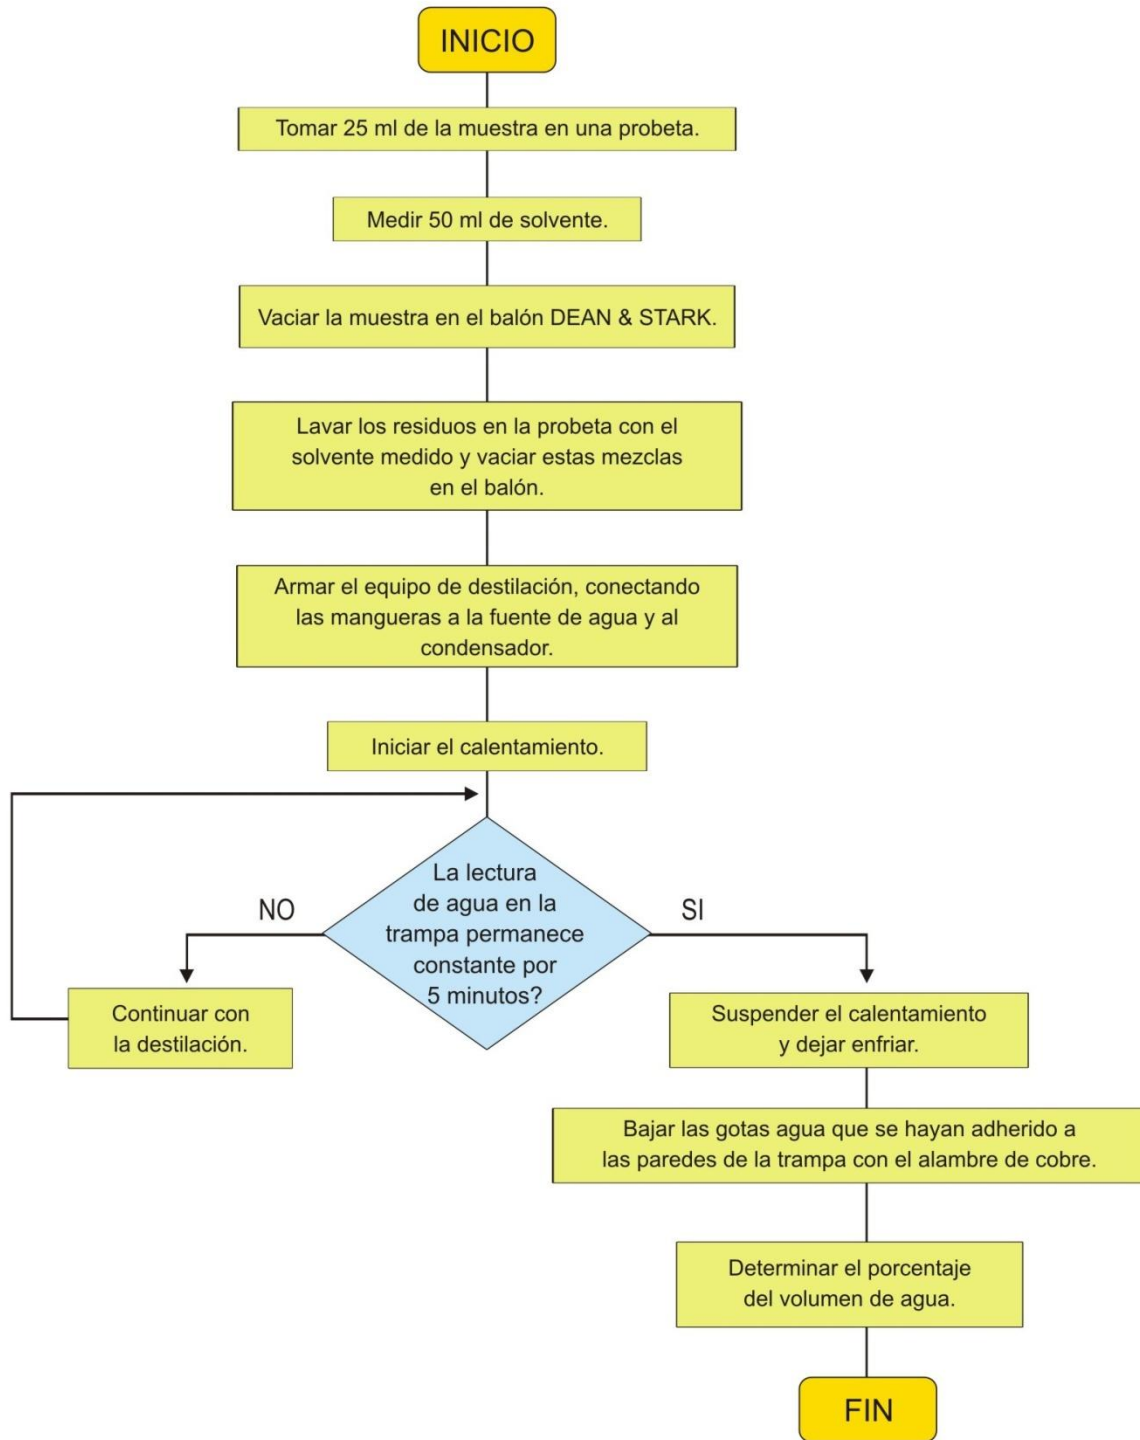 INICIO
Tomar 25 ml de la muestra en una probeta.
Medir 50 ml de solvente.
Vaciar la muestra en el balón DEAN & STARK.
Lavar los residuos en la probeta con el
solvente medido y vaciar estas mezclas
en el balón.
Armar el equipo de destilación, conectando
las mangueras a la fuente de agua y al
condensador.
Iniciar el calentamiento.
La lectura
de agua en la
trampa permanece
constante por
5 minutos?
NO
SI
Continuar con
la destilación.
Suspender el calentamiento
y dejar enfriar.
Bajar las gotas agua que se hayan adherido a
las paredes de la trampa con el alambre de cobre.
Determinar el porcentaje
del volumen de agua.
FIN